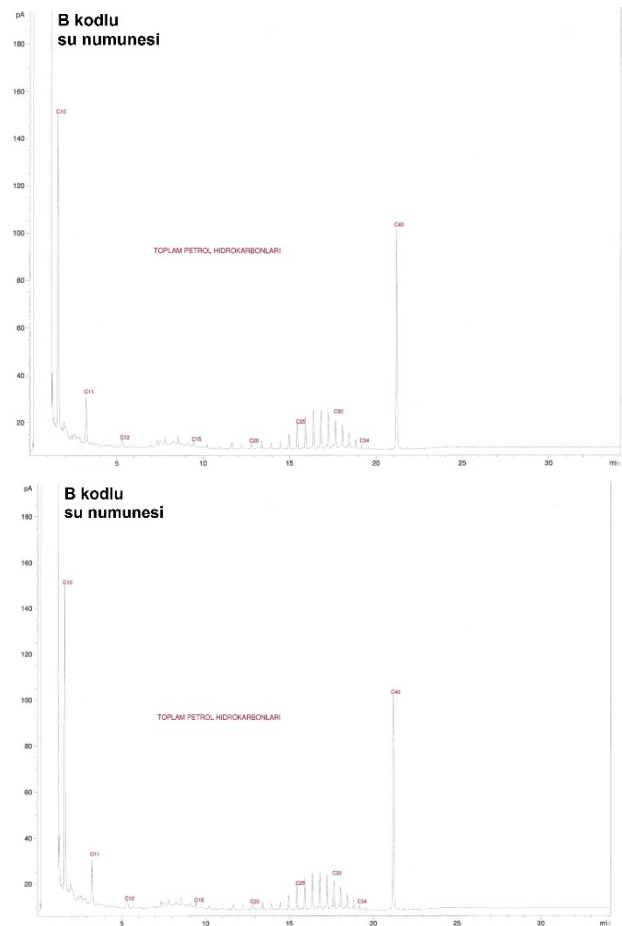 pA
B kodlu
su numunesi
180
160
C10
140
120
100
C40
TOPLAM PETROL HIDROKARBONLARI
80
60
40
C11
C25
C30
20
C12
C15
C20
C34
5
10
15
20
25
30
min
pA
B kodlu
su numunesi
180
160
C10
140
120
100
C40
TOPLAM PETROL HIDROKARBONLARI
80
60
40
C11
C30
20
C25
C12
C15
C20
C34
5
10
15
20
25
30
min